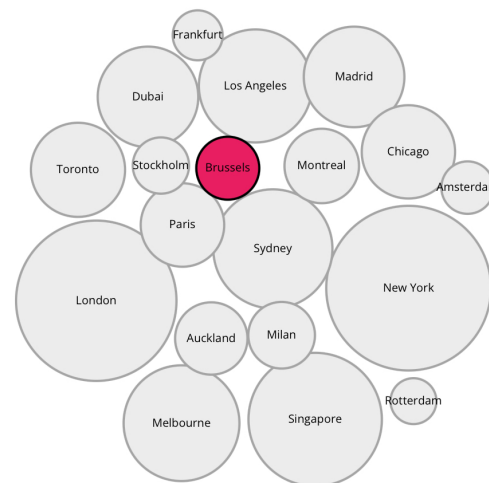 Frankfurt
Los Angeles
Madrid
Dubai
Chicago
Toronto
Stockholm
Brussels
Montreal
Amsterda
Paris
Sydney
London
New York
Auckland
Milan
Rotterdam
Melbourne
Singapore